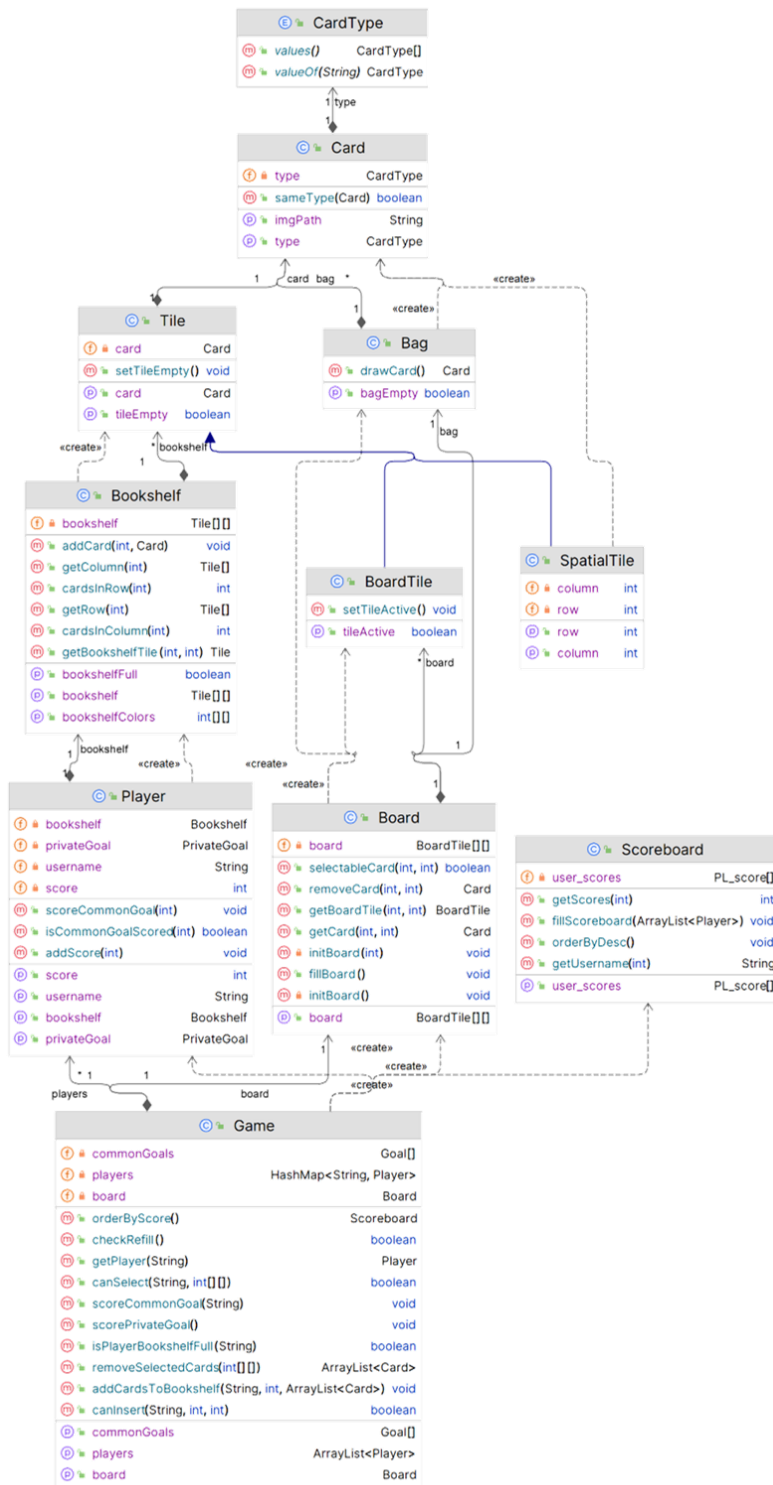 CardType
values() CardType[]
valueOf(String) CardType
1 type
1
Card
type CardType
sameType(Card) boolean
imgPath String
type CardType
1 card bag *
«create»
1
1
«create»
Tile
card Card
setTileEmpty() void
card Card
tileEmpty boolean
Bag
drawCard() Card
bagEmpty boolean
«create»
* bookshelf
1
1 bag
Bookshelf
bookshelf Tile[][]
addCard(int, Card) void
getColumn(int) Tile[]
cardsInRow(int) int
getRow(int) Tile[]
cardsInColumn(int) int
getBookshelfTile(int, int) Tile
bookshelfFull boolean
bookshelf Tile[][]
bookshelfColors int[][]
BoardTile
setTileActive() void
tileActive boolean
SpatialTile
column int
row int
row int
column int
* board
1 bookshelf
1
1
«create»
«create»
«create»
1
Player
bookshelf Bookshelf
privateGoal PrivateGoal
username String
score int
scoreCommonGoal(int) void
isCommonGoalScored(int) boolean
addScore(int) void
score int
username String
bookshelf Bookshelf
privateGoal PrivateGoal
Board
board BoardTile[][]
selectableCard(int, int) boolean
removeCard(int, int) Card
getBoardTile(int, int) BoardTile
getCard(int, int) Card
initBoard(int) void
fillBoard() void
initBoard() void
board BoardTile[][]
Scoreboard
user_scores PL_score[]
getScores(int) int
fillScoreboard(ArrayList<Player>) void
orderByDesc() void
getUsername(int) String
user_scores PL_score[]
1
«create»
«create»
* 1 1
«create»
players board
Game
commonGoals Goal[]
players HashMap<String, Player>
board Board
orderByScore() Scoreboard
checkRefill() boolean
getPlayer(String) Player
canSelect(String, int[][]) boolean
scoreCommonGoal(String) void
scorePrivateGoal() void
isPlayerBookshelfFull(String) boolean
removeSelectedCards(int[][]) ArrayList<Card>
addCardsToBookshelf(String, int, ArrayList<Card>) void
canInsert(String, int, int) boolean
commonGoals Goal[]
players ArrayList<Player>
board Board